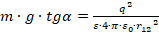 m · g · tgα = q² / (ε·4·π·ε₀·r₁₂²)